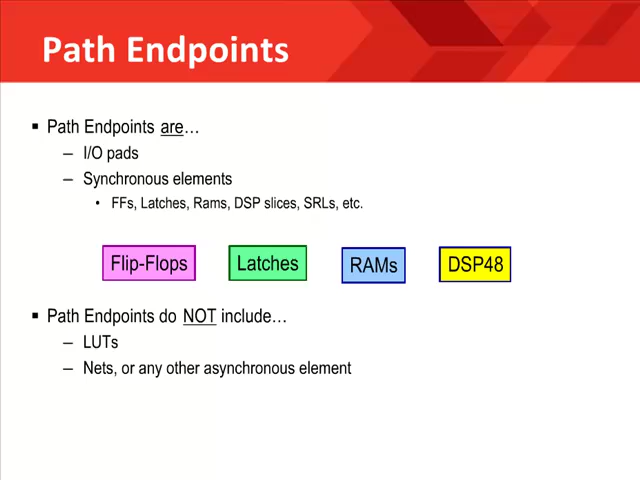 Path Endpoints
▪ Path Endpoints are…
– I/O pads
– Synchronous elements
• FFs, Latches, Rams, DSP slices, SRLs, etc.
Flip-Flops Latches RAMs DSP48
▪ Path Endpoints do NOT include…
– LUTs
– Nets, or any other asynchronous element